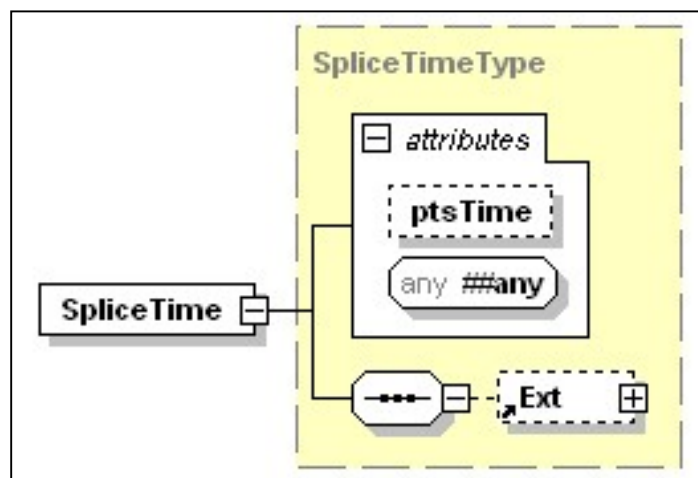 SpliceTimeType
attributes
ptsTime
any ##any
SpliceTime
Ext